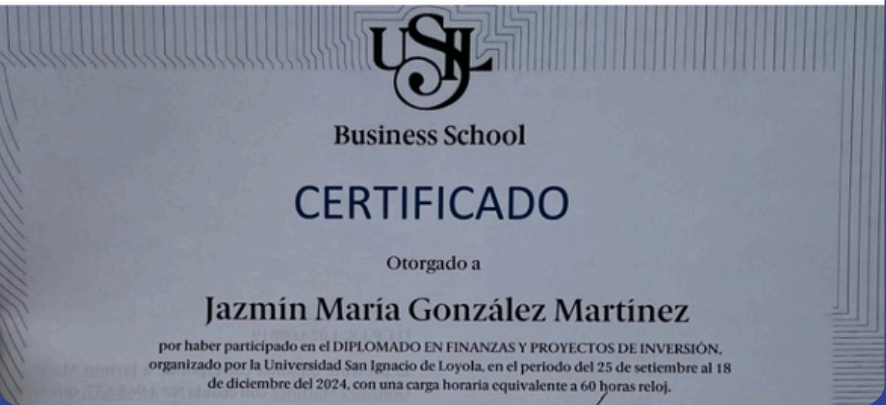 USIL
Business School
CERTIFICADO
Otorgado a
Jazmín María González Martínez
por haber participado en el DIPLOMADO EN FINANZAS Y PROYECTOS DE INVERSIÓN,
organizado por la Universidad San Ignacio de Loyola, en el periodo del 25 de setiembre al 18
de diciembre del 2024, con una carga horaria equivalente a 60 horas reloj.